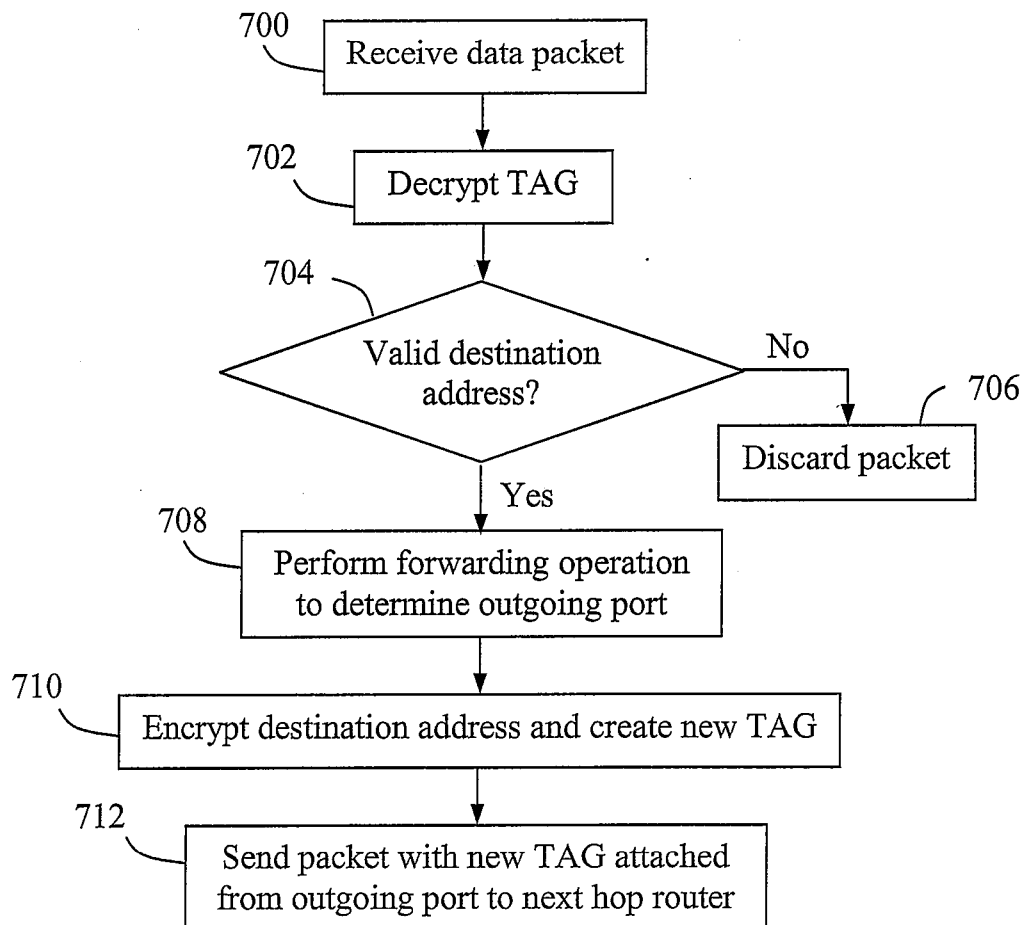 700
Receive data packet
702
Decrypt TAG
704
Valid destination
address?
No
706
Discard packet
Yes
708
Perform forwarding operation
to determine outgoing port
710
Encrypt destination address and create new TAG
712
Send packet with new TAG attached
from outgoing port to next hop router